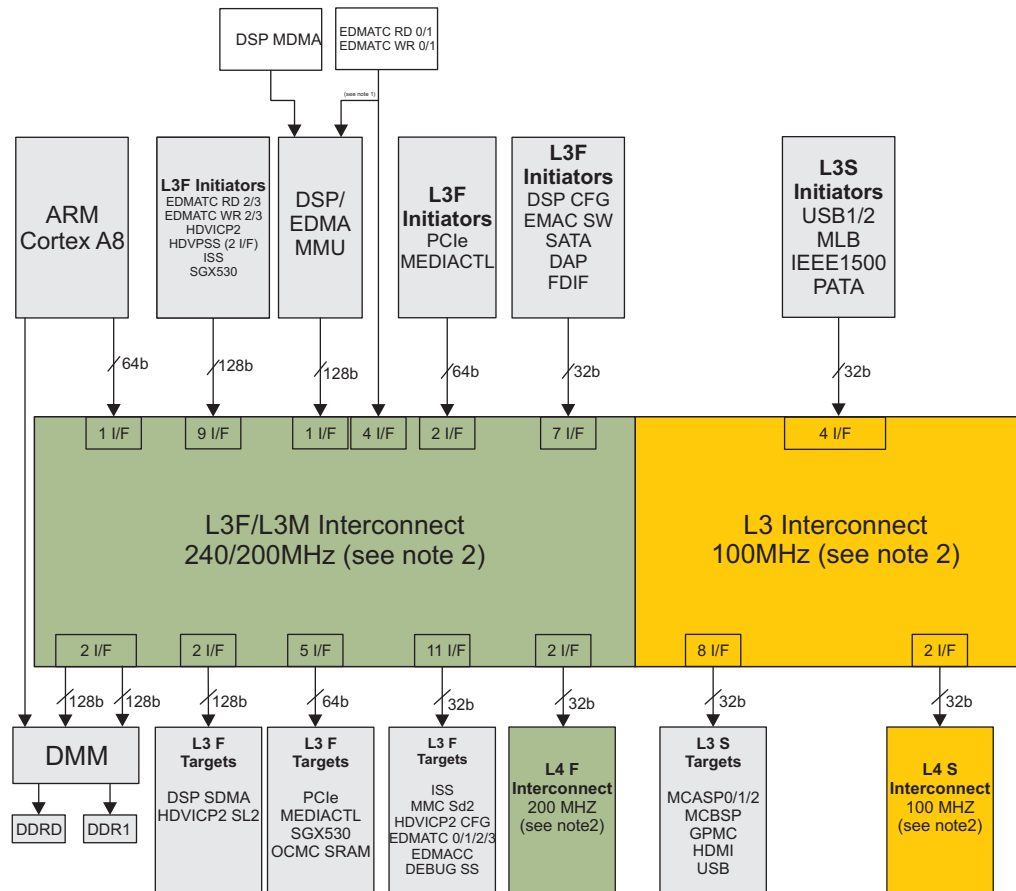 DSP MDMA
EDMATC RD 0/1
EDMATC WR 0/1
(see note 1)
ARM
Cortex A8
L3F Initiators
EDMATC RD 2/3
EDMATC WR 2/3
HDVICP2
HDVPSS (2 I/F)
ISS
SGX530
DSP/
EDMA
MMU
L3F
Initiators
PCIe
MEDIACTL
L3F
Initiators
DSP CFG
EMAC SW
SATA
DAP
FDIF
L3S
Initiators
USB1/2
MLB
IEEE1500
PATA
64b
128b
128b
64b
32b
32b
1 I/F
9 I/F
1 I/F
4 I/F
2 I/F
7 I/F
4 I/F
L3F/L3M Interconnect
240/200MHz (see note 2)
L3 Interconnect
100MHz (see note 2)
2 I/F
2 I/F
5 I/F
11 I/F
2 I/F
8 I/F
2 I/F
128b
128b
128b
64b
32b
32b
32b
32b
DMM
DDRD
DDR1
L3 F
Targets
DSP SDMA
HDVICP2 SL2
L3 F
Targets
PCIe
MEDIACTL
SGX530
OCMC SRAM
L3 F
Targets
ISS
MMC Sd2
HDVICP2 CFG
EDMATC 0/1/2/3
EDMACC
DEBUG SS
L4 F
Interconnect
200 MHZ
(see note2)
L3 S
Targets
MCASP0/1/2
MCBSP
GPMC
HDMI
USB
L4 S
Interconnect
100 MHZ
(see note2)